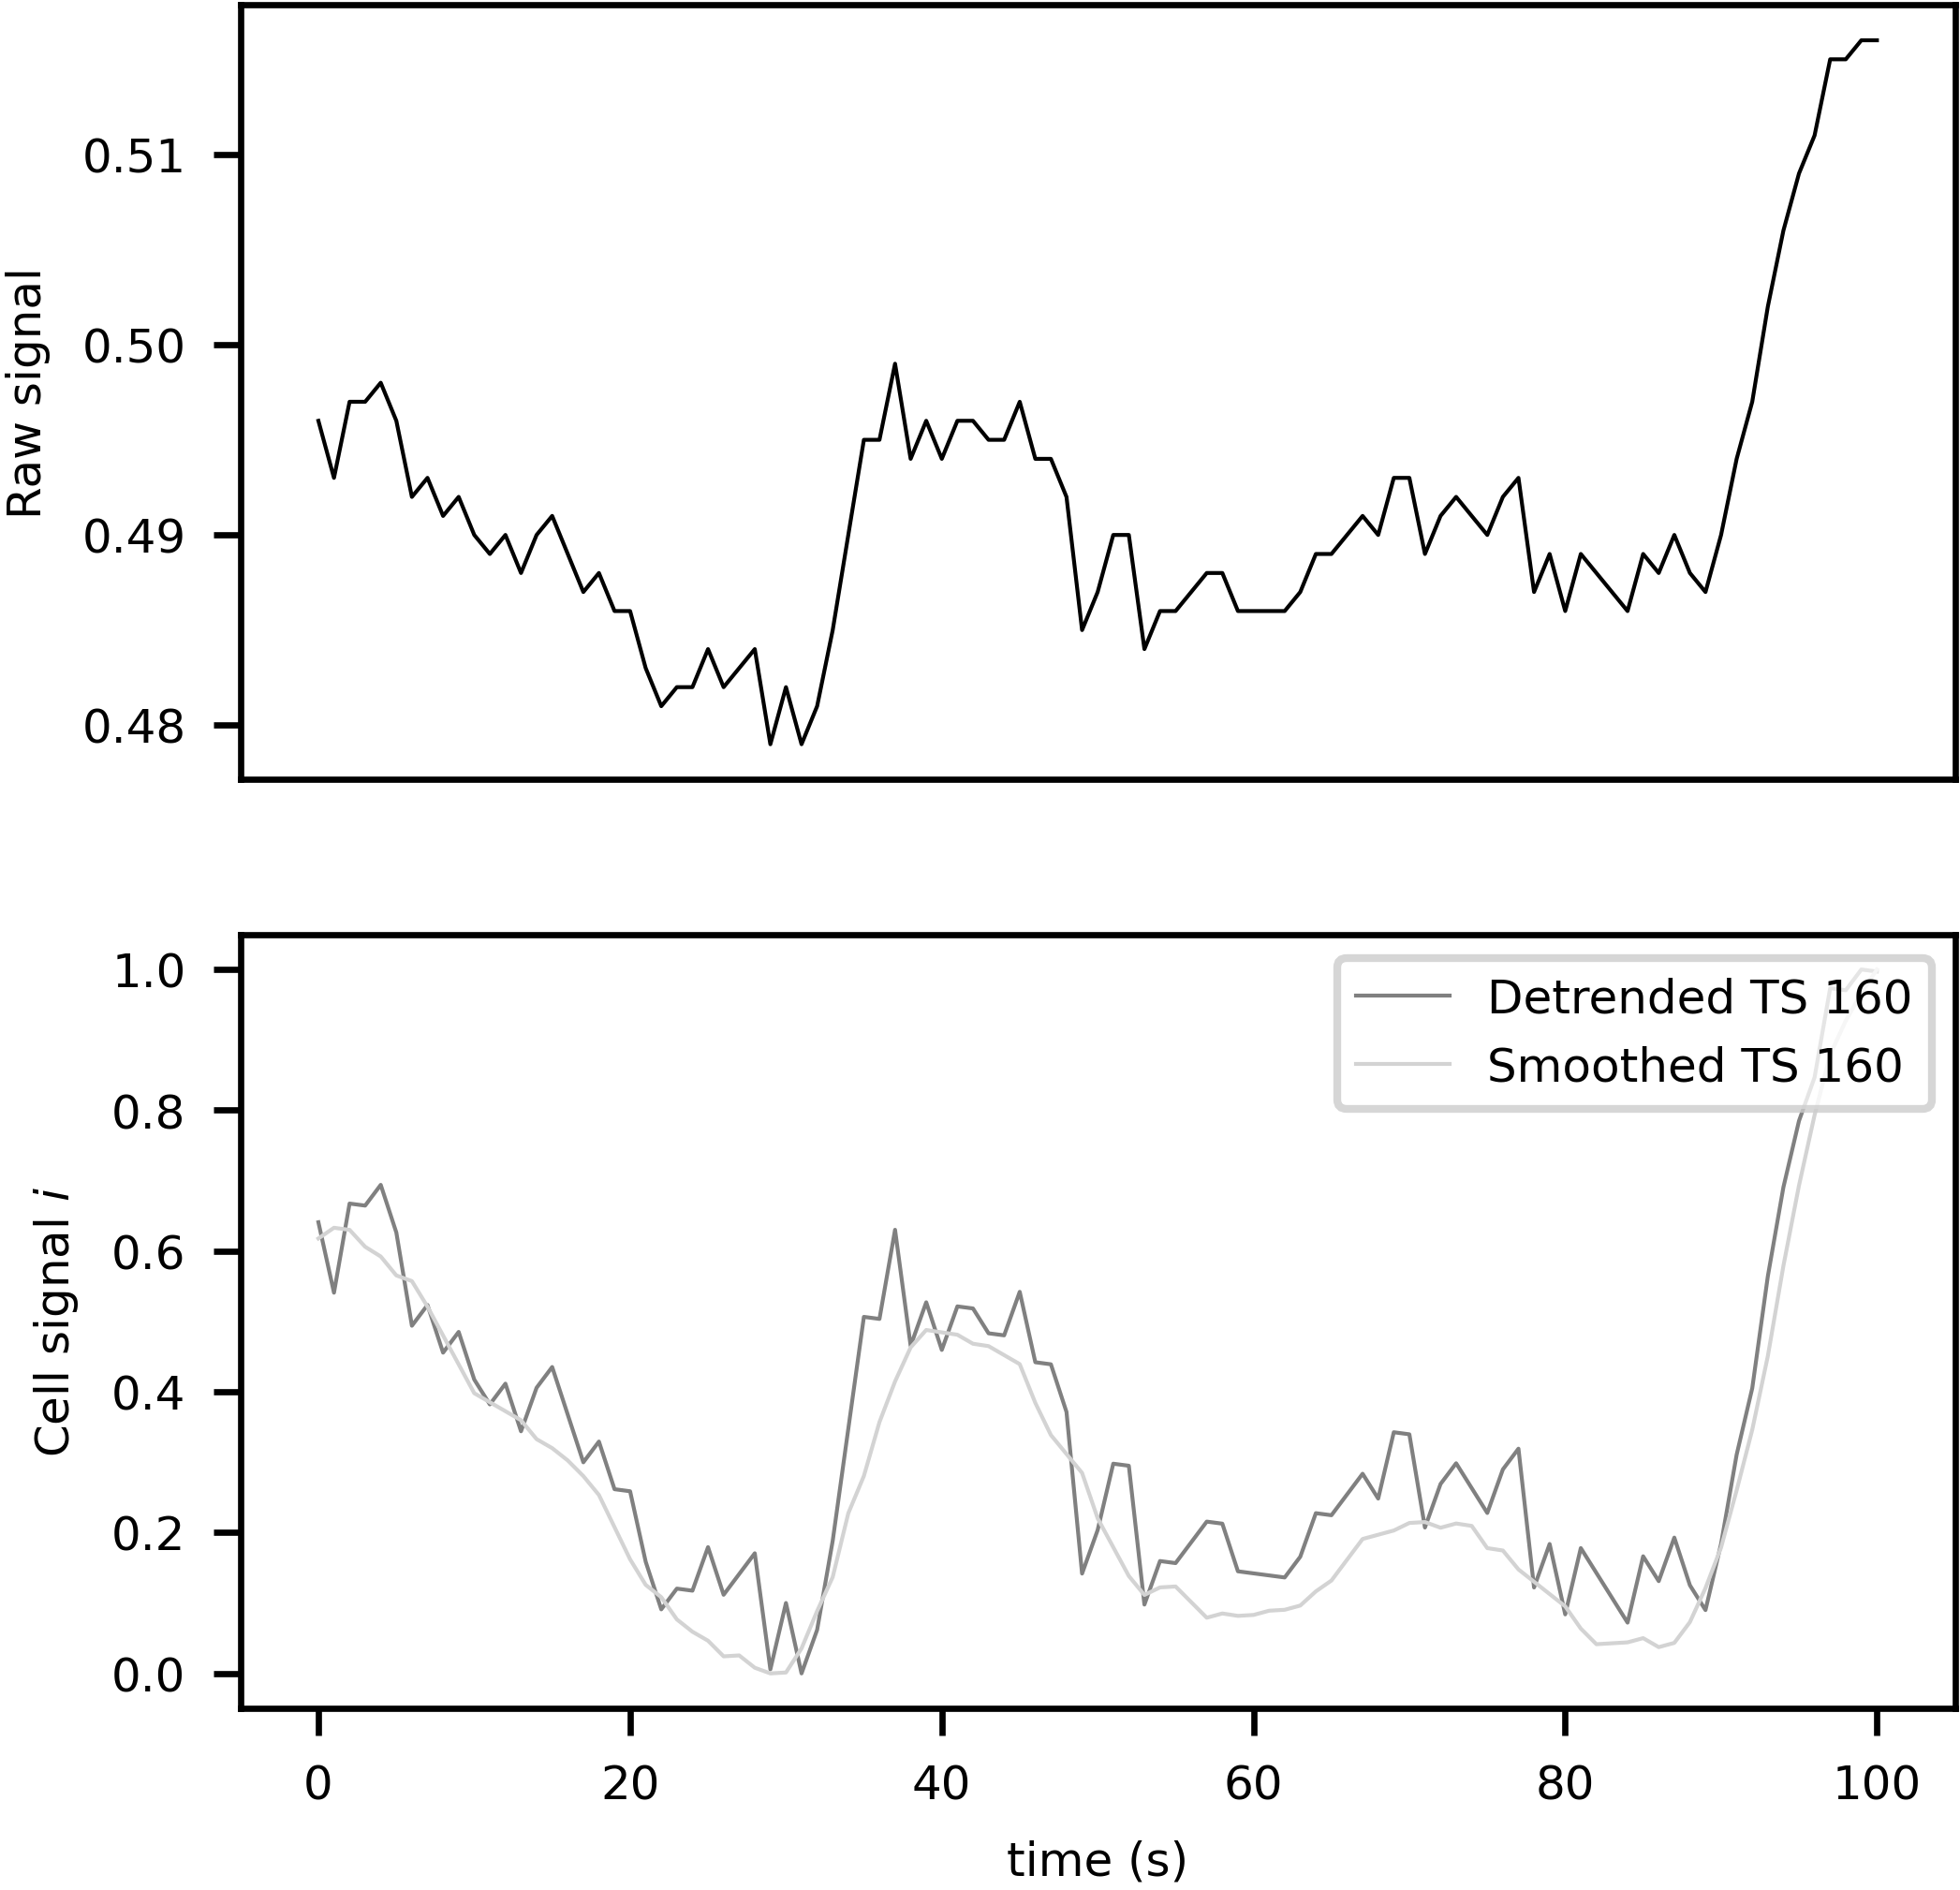 Raw signal
0.51
0.50
0.49
0.48
Cell signal i
1.0
0.8
0.6
0.4
0.2
0.0
Detrended TS 160
Smoothed TS 160
0 20 40 60 80 100
time (s)